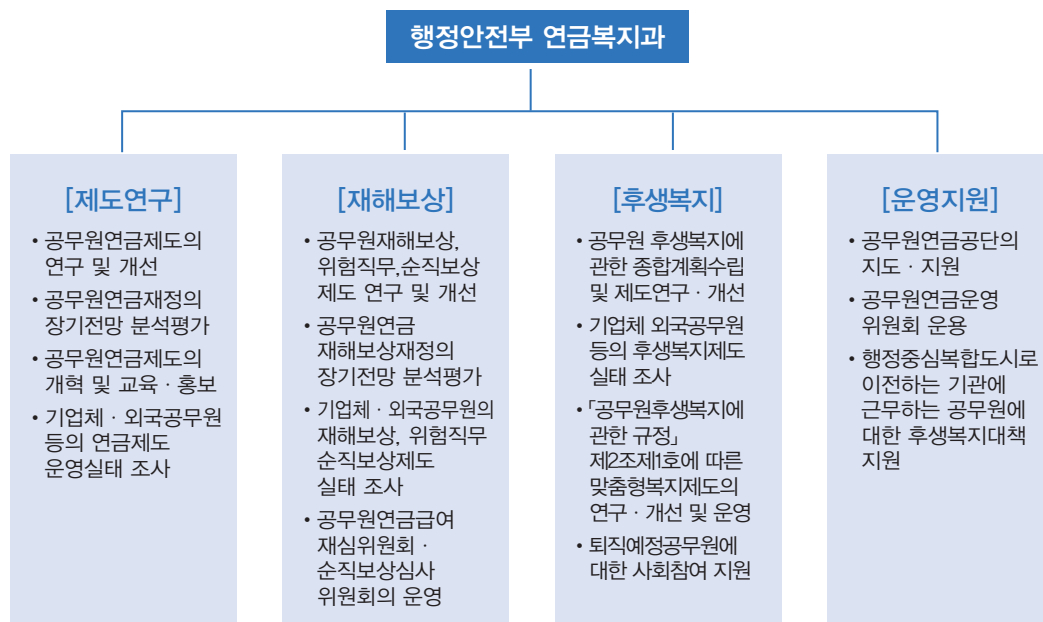 행정안전부 연금복지과
[제도연구]
• 공무원연금제도의
연구 및 개선
• 공무원연금재정의
장기전망 분석평가
• 공무원연금제도의
개혁 및 교육 · 홍보
• 기업체 · 외국공무원
등의 연금제도
운영실태 조사
[재해보상]
• 공무원재해보상,
위험직무,순직보상
제도 연구 및 개선
• 공무원연금
재해보상재정의
장기전망 분석평가
• 기업체 · 외국공무원의
재해보상, 위험직무
순직보상제도
실태 조사
• 공무원연금급여
재심위원회 ·
순직보상심사
위원회의 운영
[후생복지]
• 공무원 후생복지에
관한 종합계획수립
및 제도연구 · 개선
• 기업체 외국공무원
등의 후생복지제도
실태 조사
• 「공무원후생복지에
관한 규정」
제2조제1호에 따른
맞춤형복지제도의
연구 · 개선 및 운영
• 퇴직예정공무원에
대한 사회참여 지원
[운영지원]
• 공무원연금공단의
지도 · 지원
• 공무원연금운영
위원회 운용
• 행정중심복합도시로
이전하는 기관에
근무하는 공무원에
대한 후생복지대책
지원